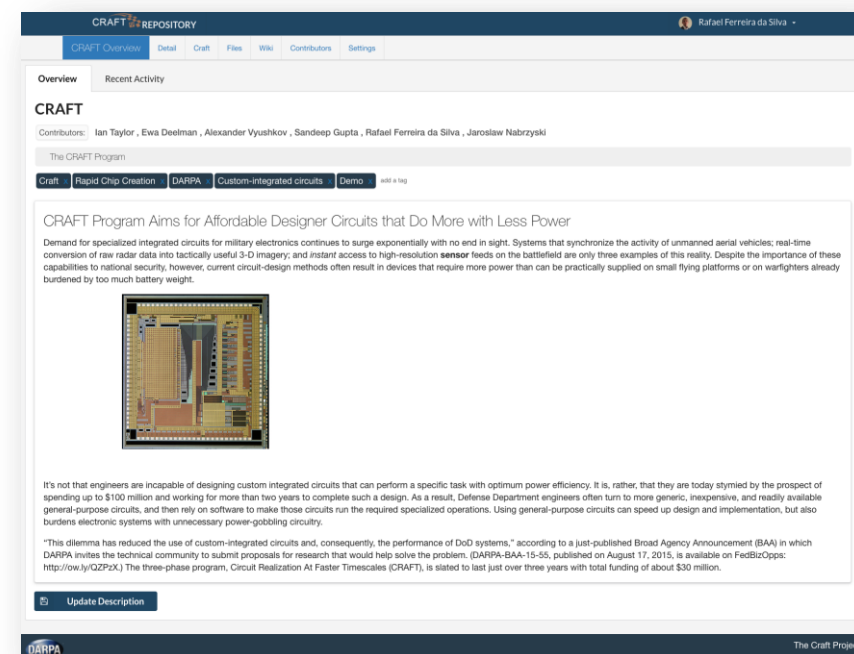 CRAFT REPOSITORY
Rafael Ferreira da Silva
CRAFT Overview Detail Craft Files Wiki Contributors Settings
Overview Recent Activity
CRAFT
Contributors: Ian Taylor , Ewa Deelman , Alexander Vyushkov , Sandeep Gupta , Rafael Ferreira da Silva , Jaroslaw Nabrzyski
The CRAFT Program
Craft x Rapid Chip Creation x DARPA x Custom-integrated circuits x Demo x add a tag
CRAFT Program Aims for Affordable Designer Circuits that Do More with Less Power
Demand for specialized integrated circuits for military electronics continues to surge exponentially with no end in sight. Systems that synchronize the activity of unmanned aerial vehicles; real-time
conversion of raw radar data into tactically useful 3-D imagery; and instant access to high-resolution sensor feeds on the battlefield are only three examples of this reality. Despite the importance of these
capabilities to national security, however, current circuit-design methods often result in devices that require more power than can be practically supplied on small flying platforms or on warfighters already
burdened by too much battery weight.
It's not that engineers are incapable of designing custom integrated circuits that can perform a specific task with optimum power efficiency. It is, rather, that they are today stymied by the prospect of
spending up to $100 million and working for more than two years to complete such a design. As a result, Defense Department engineers often turn to more generic, inexpensive, and readily available
general-purpose circuits, and then rely on software to make those circuits run the required specialized operations. Using general-purpose circuits can speed up design and implementation, but also
burdens electronic systems with unnecessary power-gobbling circuitry.
"This dilemma has reduced the use of custom-integrated circuits and, consequently, the performance of DoD systems," according to a just-published Broad Agency Announcement (BAA) in which
DARPA invites the technical community to submit proposals for research that would help solve the problem. (DARPA-BAA-15-55, published on August 17, 2015, is available on FedBizOpps:
http://ow.ly/QZPzX.) The three-phase program, Circuit Realization At Faster Timescales (CRAFT), is slated to last just over three years with total funding of about $30 million.
Update Description
DARPA
The Craft Proje